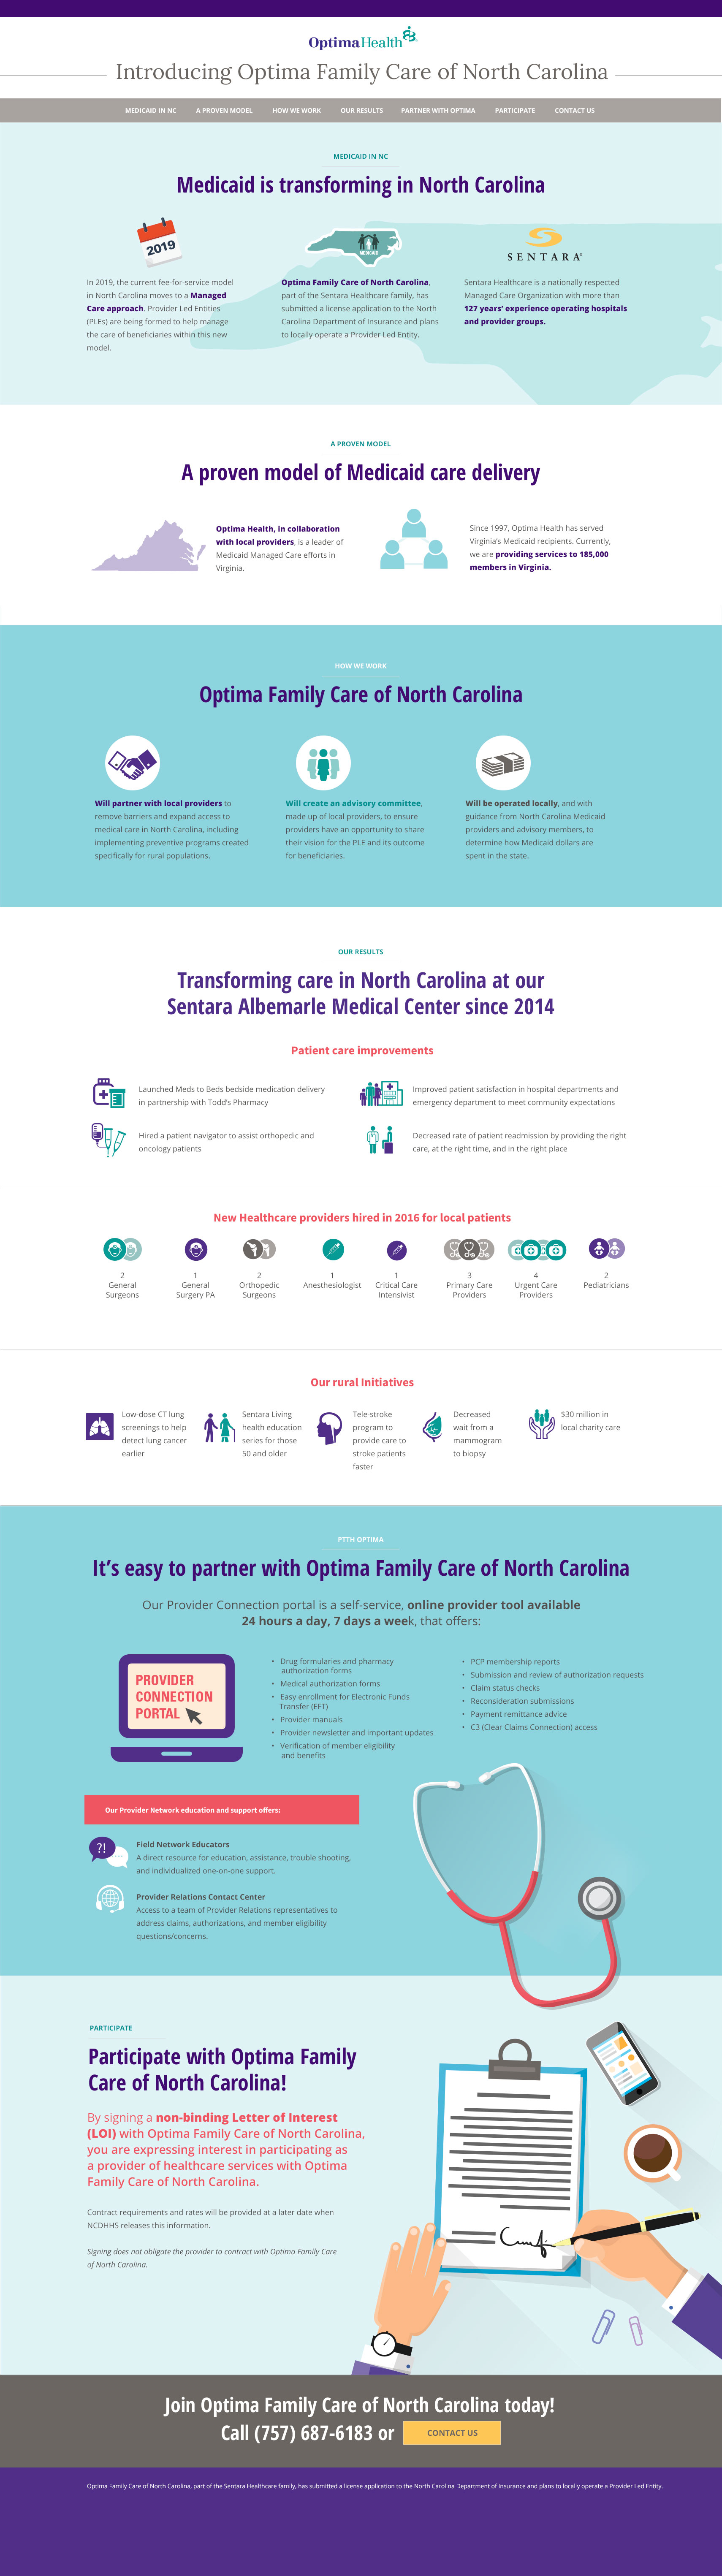 OptimaHealth
Introducing Optima Family Care of North Carolina
MEDICAID IN NC
A PROVEN MODEL
HOW WE WORK
OUR RESULTS
PARTNER WITH OPTIMA
PARTICIPATE
CONTACT US
MEDICAID IN NC
Medicaid is transforming in North Carolina
2019
In 2019, the current fee-for-service model
in North Carolina moves to a Managed
Care approach. Provider Led Entities
(PLEs) are being formed to help manage
the care of beneficiaries within this new
model.
MEDICAID
Optima Family Care of North Carolina,
part of the Sentara Healthcare family, has
submitted a license application to the North
Carolina Department of Insurance and plans
to locally operate a Provider Led Entity.
SENTARA®
Sentara Healthcare is a nationally respected
Managed Care Organization with more than
127 years’ experience operating hospitals
and provider groups.
A PROVEN MODEL
A proven model of Medicaid care delivery
Optima Health, in collaboration
with local providers, is a leader of
Medicaid Managed Care efforts in
Virginia.
Since 1997, Optima Health has served
Virginia's Medicaid recipients. Currently,
we are providing services to 185,000
members in Virginia.
HOW WE WORK
Optima Family Care of North Carolina
Will partner with local providers to
remove barriers and expand access to
medical care in North Carolina, including
implementing preventive programs created
specifically for rural populations.
Will create an advisory committee,
made up of local providers, to ensure
providers have an opportunity to share
their vision for the PLE and its outcome
for beneficiaries.
Will be operated locally, and with
guidance from North Carolina Medicaid
providers and advisory members, to
determine how Medicaid dollars are
spent in the state.
OUR RESULTS
Transforming care in North Carolina at our
Sentara Albemarle Medical Center since 2014
Patient care improvements
Launched Meds to Beds bedside medication delivery
in partnership with Todd's Pharmacy
Improved patient satisfaction in hospital departments and
emergency department to meet community expectations
Hired a patient navigator to assist orthopedic and
oncology patients
Decreased rate of patient readmission by providing the right
care, at the right time, and in the right place
New Healthcare providers hired in 2016 for local patients
2
General
Surgeons
1
General
Surgery PA
2
Orthopedic
Surgeons
1
Anesthesiologist
1
Critical Care
Intensivist
3
Primary Care
Providers
4
Urgent Care
Providers
2
Pediatricians
Our rural Initiatives
Low-dose CT lung
screenings to help
detect lung cancer
earlier
Sentara Living
health education
series for those
50 and older
Tele-stroke
program to
provide care to
stroke patients
faster
Decreased
wait from a
mammogram
to biopsy
$30 million in
local charity care
PTTH OPTIMA
It’s easy to partner with Optima Family Care of North Carolina
Our Provider Connection portal is a self-service, online provider tool available
24 hours a day, 7 days a week, that offers:
PROVIDER
CONNECTION
PORTAL
• Drug formularies and pharmacy
authorization forms
• Medical authorization forms
• Easy enrollment for Electronic Funds
Transfer (EFT)
• Provider manuals
• Provider newsletter and important updates
• Verification of member eligibility
and benefits
• PCP membership reports
• Submission and review of authorization requests
• Claim status checks
• Reconsideration submissions
• Payment remittance advice
• C3 (Clear Claims Connection) access
Our Provider Network education and support offers:
?!
Field Network Educators
A direct resource for education, assistance, trouble shooting,
and individualized one-on-one support.
Provider Relations Contact Center
Access to a team of Provider Relations representatives to
address claims, authorizations, and member eligibility
questions/concerns.
PARTICIPATE
Participate with Optima Family
Care of North Carolina!
By signing a non-binding Letter of Interest
(LOI) with Optima Family Care of North Carolina,
you are expressing interest in participating as
a provider of healthcare services with Optima
Family Care of North Carolina.
Contract requirements and rates will be provided at a later date when
NCDHHS releases this information.
Signing does not obligate the provider to contract with Optima Family Care
of North Carolina.
Join Optima Family Care of North Carolina today!
Call (757) 687-6183 or
CONTACT US
Optima Family Care of North Carolina, part of the Sentara Healthcare family, has submitted a license application to the North Carolina Department of Insurance and plans to locally operate a Provider Led Entity.